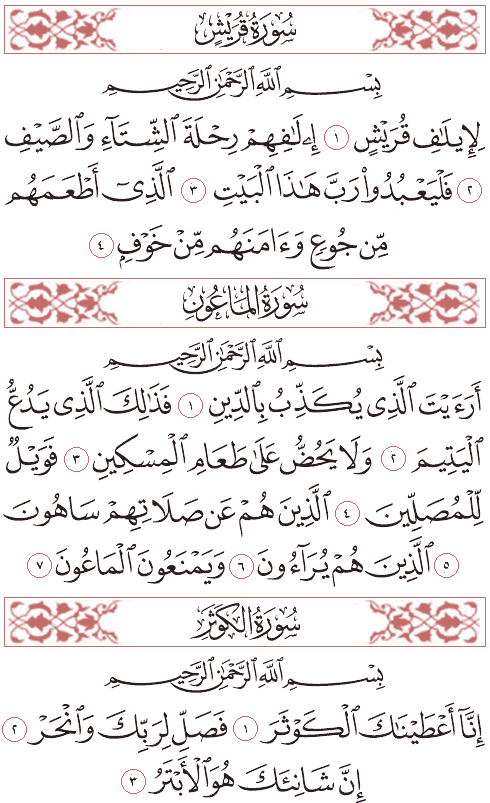 سُورَةُ قُرَيْشٍ
بِسْمِ ٱللَّهِ ٱلرَّحْمَٰنِ ٱلرَّحِيمِ
لِإِيلَافِ قُرَيْشٍ ١ إِۦلَافِهِمْ رِحْلَةَ ٱلشِّتَآءِ وَٱلصَّيْفِ
٢ فَلْيَعْبُدُوا۟ رَبَّ هَٰذَا ٱلْبَيْتِ ٣ ٱلَّذِىٓ أَطْعَمَهُم
مِّن جُوعٍ وَءَامَنَهُم مِّنْ خَوْفٍۭ ٤
سُورَةُ المَاعُونِ
بِسْمِ ٱللَّهِ ٱلرَّحْمَٰنِ ٱلرَّحِيمِ
أَرَءَيْتَ ٱلَّذِى يُكَذِّبُ بِٱلدِّينِ ١ فَذَٰلِكَ ٱلَّذِى يَدُعُّ
ٱلْيَتِيمَ ٢ وَلَا يَحُضُّ عَلَىٰ طَعَامِ ٱلْمِسْكِينِ ٣ فَوَيْلٌ
لِّلْمُصَلِّينَ ٤ ٱلَّذِينَ هُمْ عَن صَلَاتِهِمْ سَاهُونَ
٥ ٱلَّذِينَ هُمْ يُرَآءُونَ ٦ وَيَمْنَعُونَ ٱلْمَاعُونَ ٧
سُورَةُ الكَوْثَرِ
بِسْمِ ٱللَّهِ ٱلرَّحْمَٰنِ ٱلرَّحِيمِ
إِنَّآ أَعْطَيْنَاكَ ٱلْكَوْثَرَ ١ فَصَلِّ لِرَبِّكَ وَٱنْحَرْ ٢
إِنَّ شَانِئَكَ هُوَ ٱلْأَبْتَرُ ٣